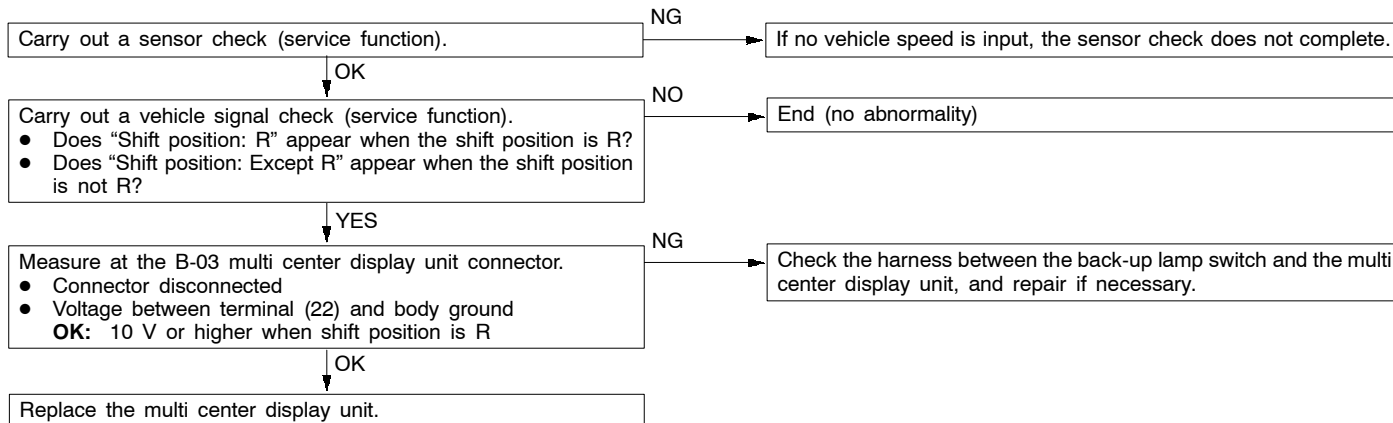 Carry out a sensor check (service function).
NG
If no vehicle speed is input, the sensor check does not complete.
OK
Carry out a vehicle signal check (service function).
● Does “Shift position: R” appear when the shift position is R?
● Does “Shift position: Except R” appear when the shift position
is not R?
NO
End (no abnormality)
YES
Measure at the B-03 multi center display unit connector.
● Connector disconnected
● Voltage between terminal (22) and body ground
OK: 10 V or higher when shift position is R
NG
Check the harness between the back-up lamp switch and the multi
center display unit, and repair if necessary.
OK
Replace the multi center display unit.